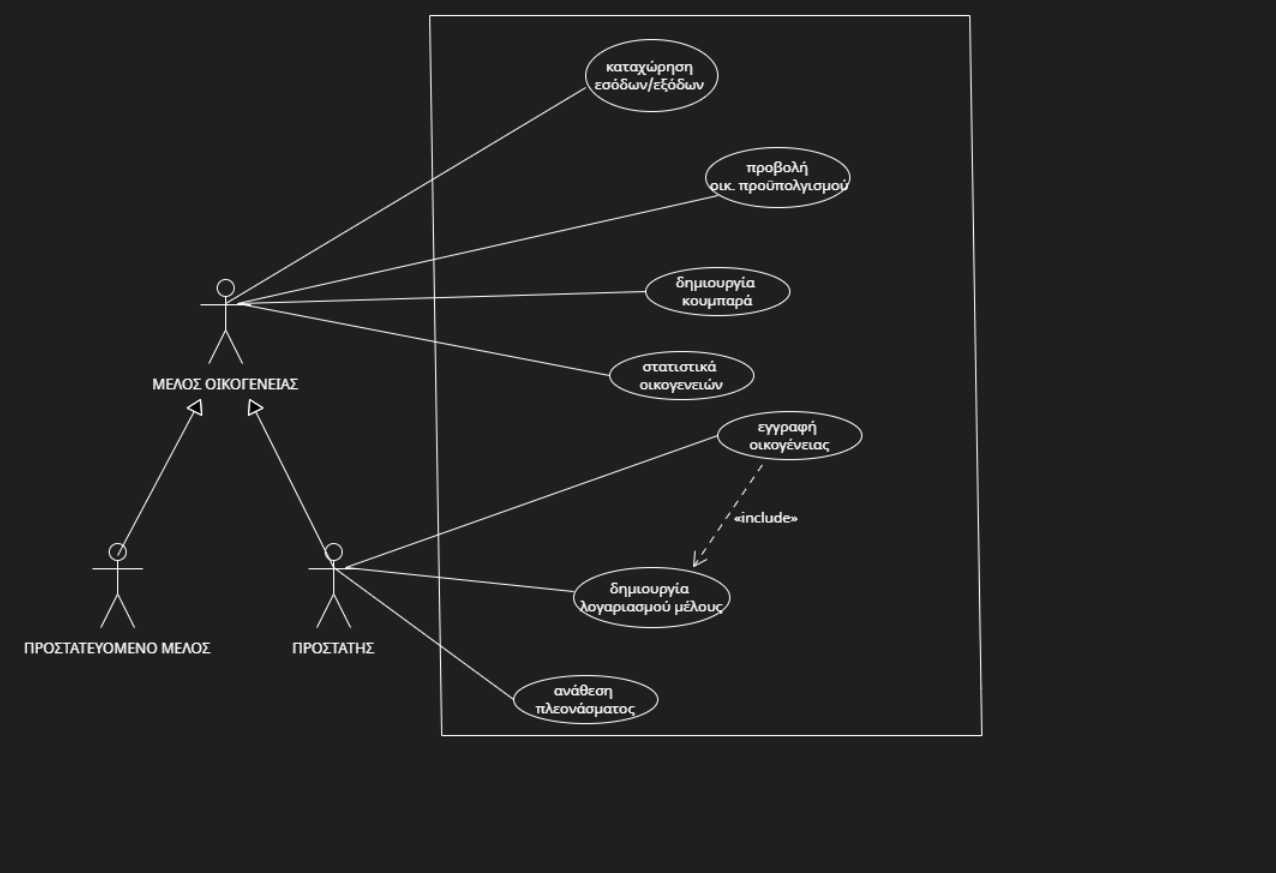 καταχώρηση
εσόδων/εξόδων
προβολή
οικ. προϋπολγισμού
δημιουργία
κουμπαρά
στατιστικά
οικογενειών
ΜΕΛΟΣ ΟΙΚΟΓΕΝΕΙΑΣ
εγγραφή
οικογένειας
«include»
δημιουργία
λογαριασμού μέλους
ΠΡΟΣΤΑΤΕΥΟΜΕΝΟ ΜΕΛΟΣ
ΠΡΟΣΤΑΤΗΣ
ανάθεση
πλεονάσματος